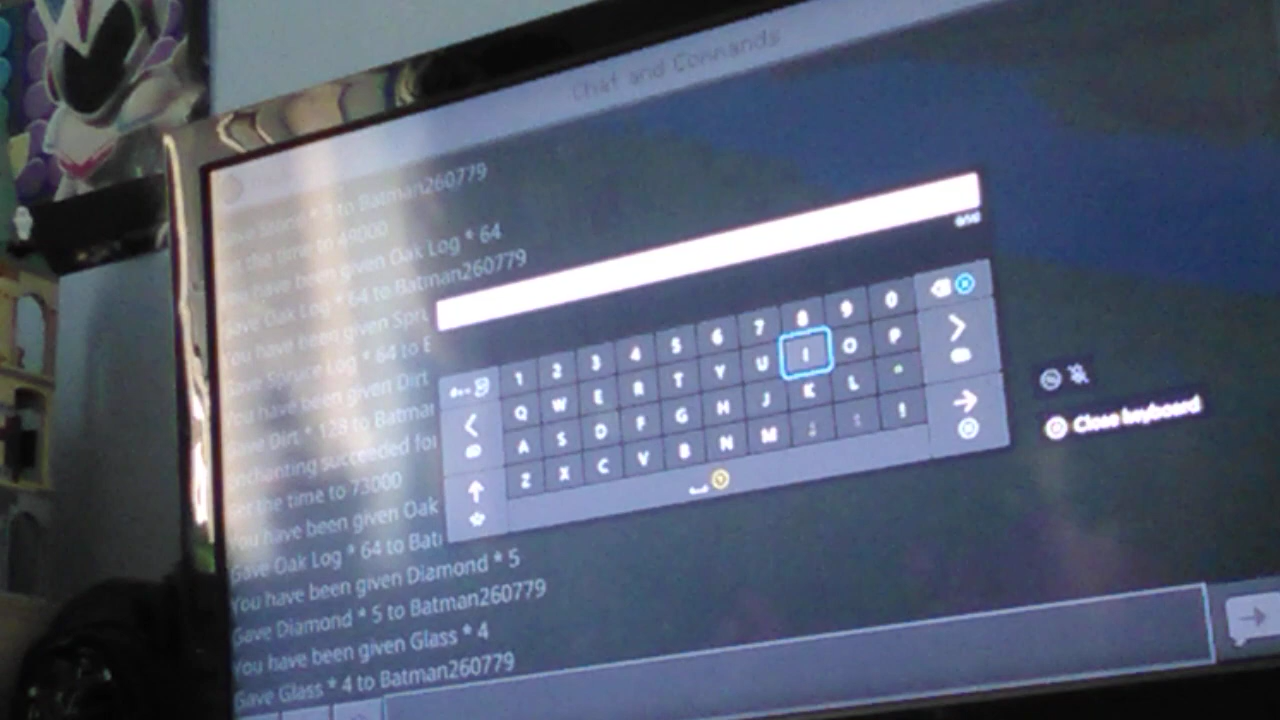 Chat and Commands
to Batman260779
the time to 49000
You have been given Oak Log * 64
Gave Oak Log * 64 to Batman260779
You have been given Spru
Gave Spruce Log * 64 to
You have been given Dirt
Gave Dirt * 128 to Batman
Enchanting succeeded for
Set the time to 73000
You have been given Oak
Gave Oak Log * 64 to Bat
You have been given Diamond * 5
Gave Diamond * 5 to Batman260779
You have been given Glass * 4
Gave Glass * 4 to Batman260779
1 2 3 4 5 6 7 8 9 0
Q W E R T Y U I O P
A S D F G H J K L
Z X C V B N M !
Close keyboard